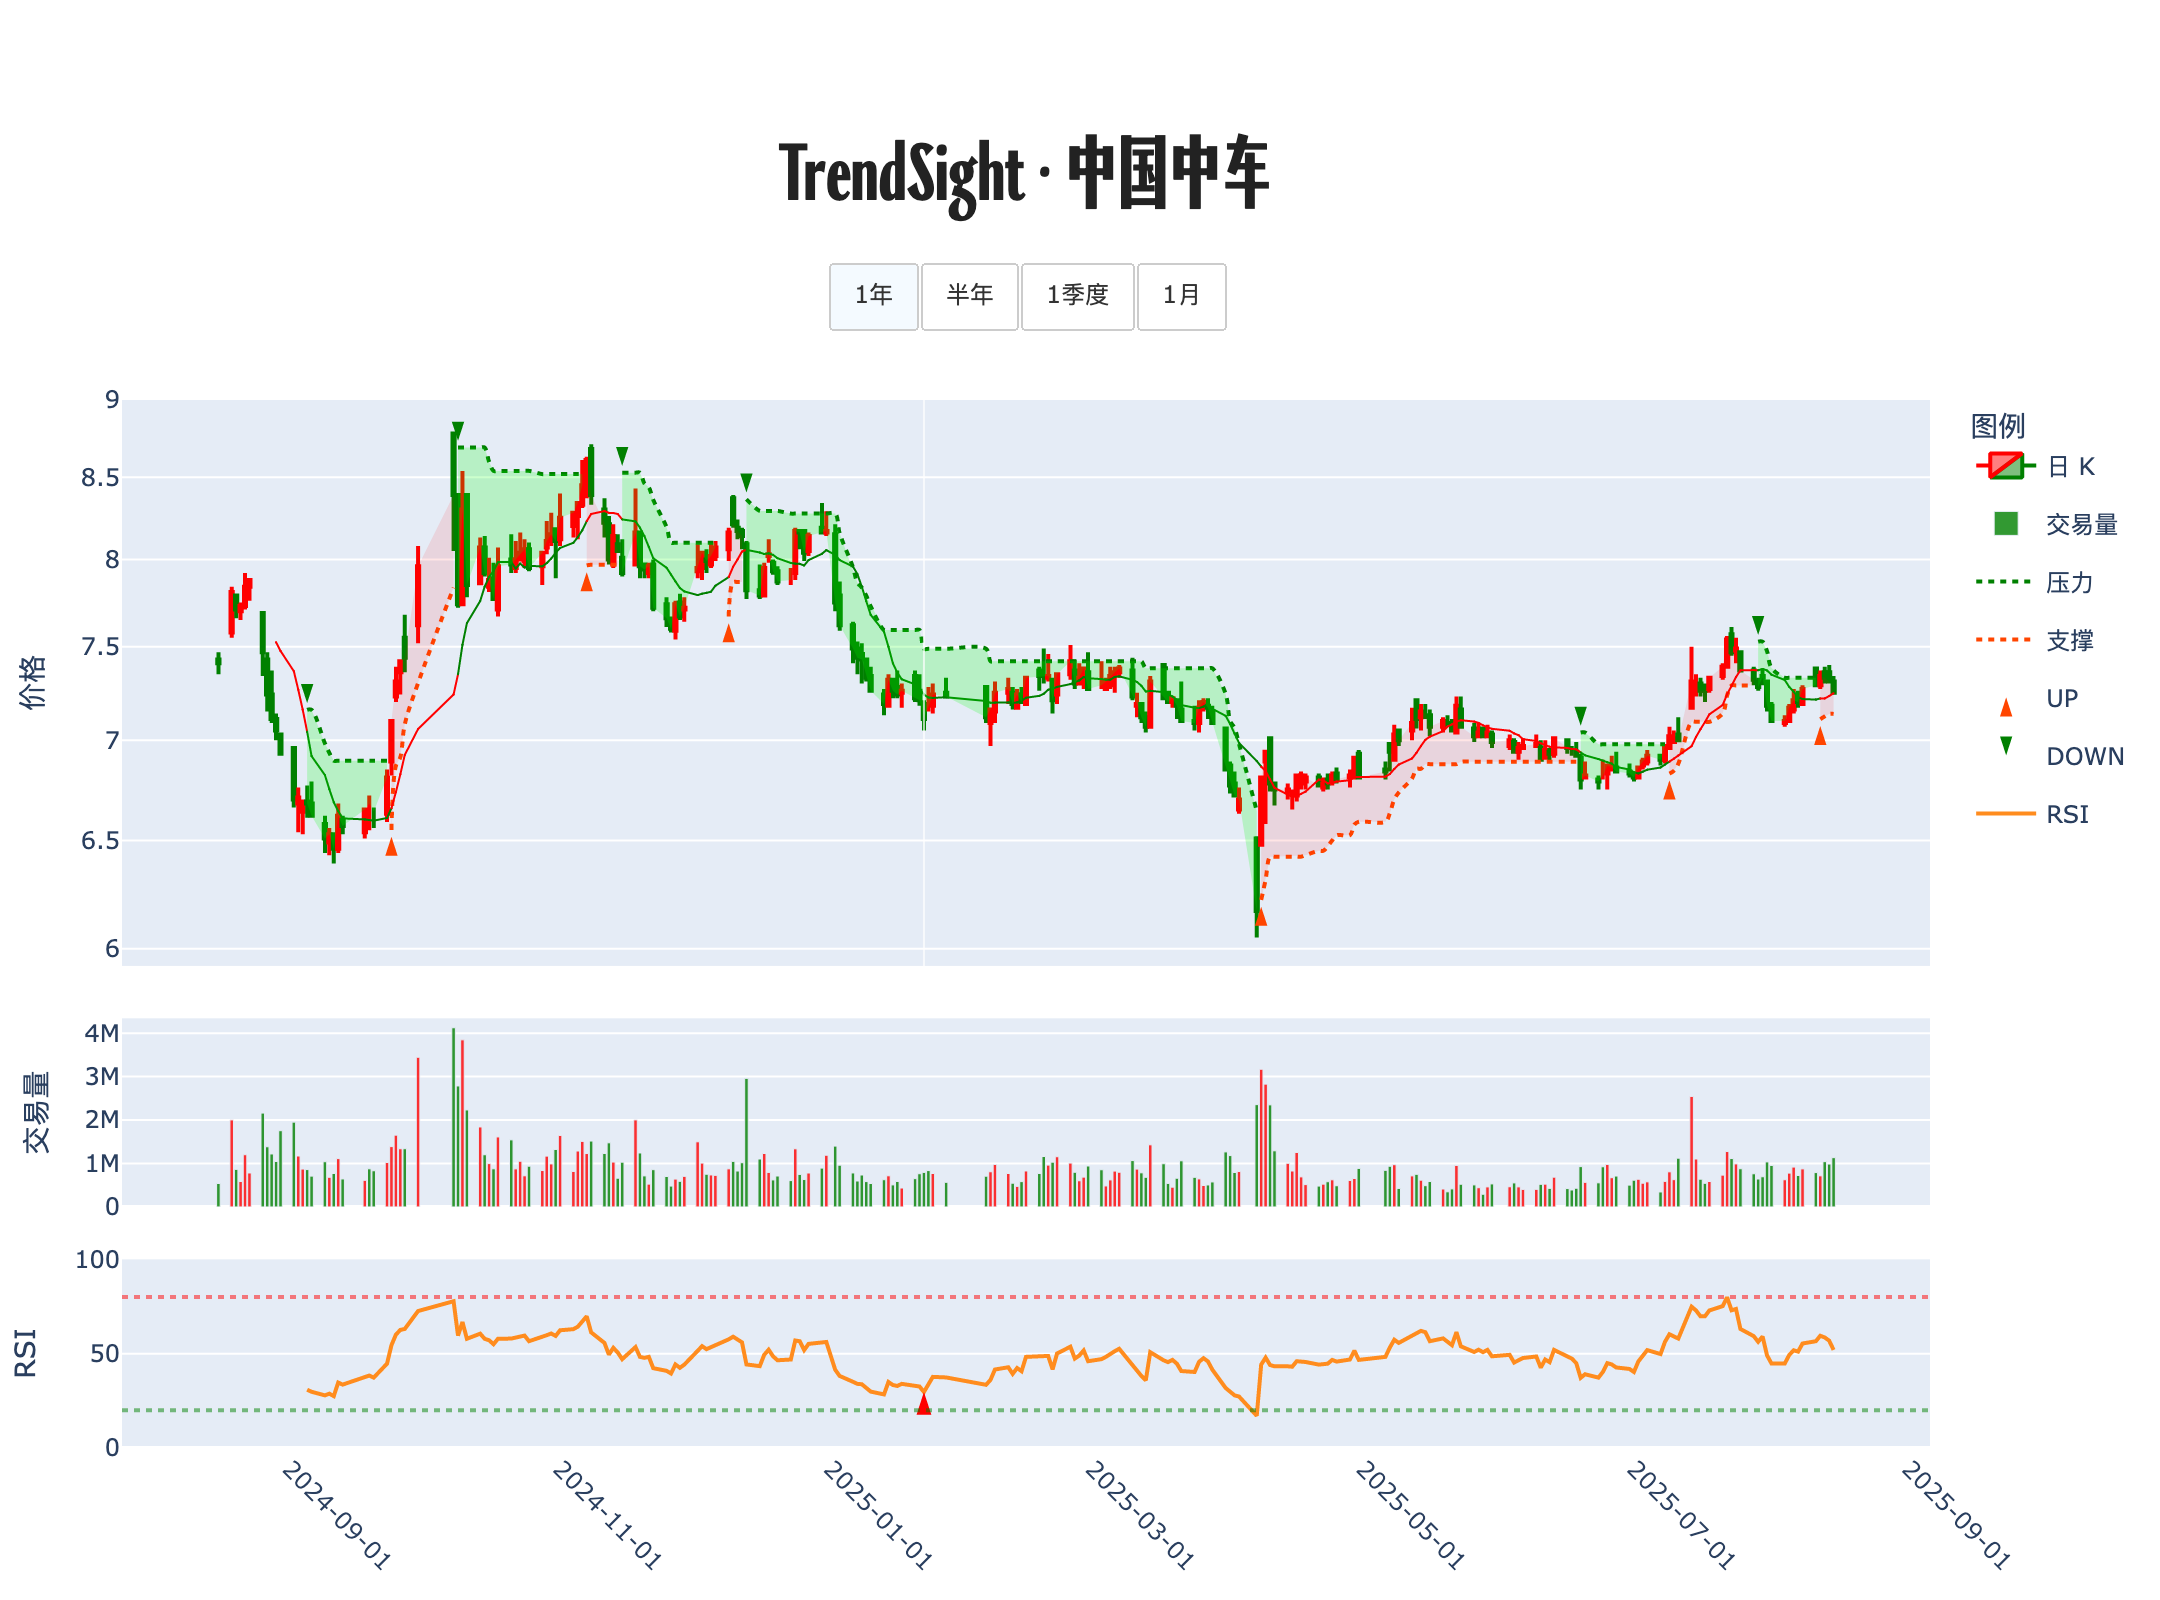 TrendSight · 中国中车
1年 半年 1季度 1月
价格
9
8.5
8
7.5
7
6.5
6
图例
日 K
交易量
压力
支撑
UP
DOWN
RSI
交易量
4M
3M
2M
1M
0
RSI
100
50
0
2024-09-01 2024-11-01 2025-01-01 2025-03-01 2025-05-01 2025-07-01 2025-09-01